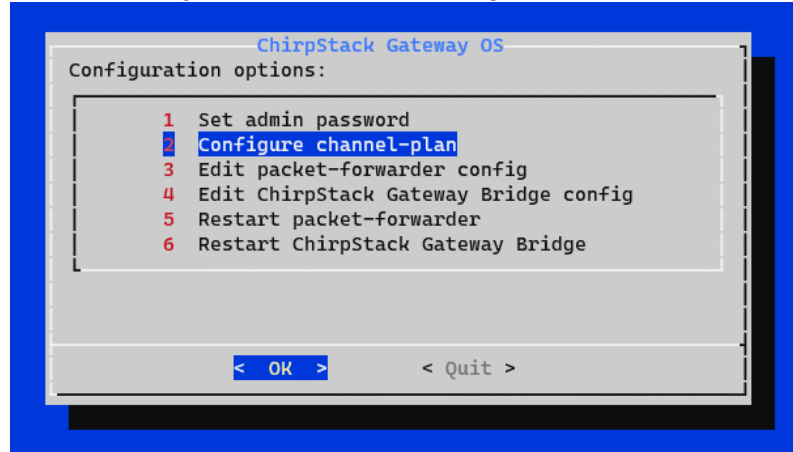 ChirpStack Gateway OS
Configuration options:
1 Set admin password
2 Configure channel-plan
3 Edit packet-forwarder config
4 Edit ChirpStack Gateway Bridge config
5 Restart packet-forwarder
6 Restart ChirpStack Gateway Bridge
< OK > < Quit >